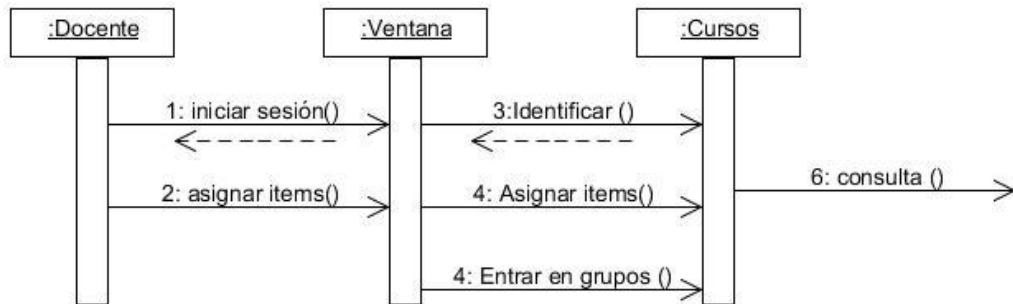 :Docente
:Ventana
:Cursos
1: iniciar sesión()
3:Identificar ()
6: consulta ()
2: asignar items()
4: Asignar items()
4: Entrar en grupos ()